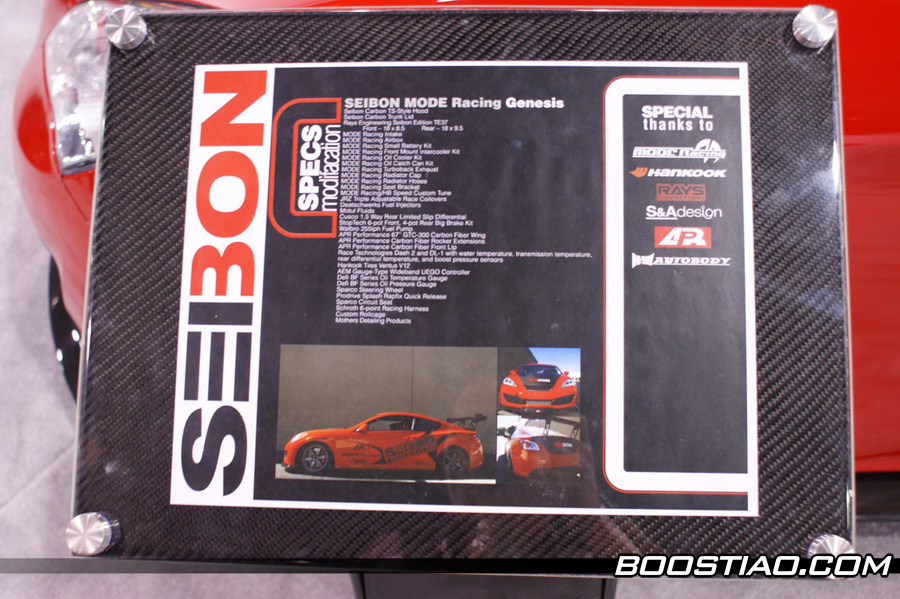 SEIBON
SPECS
modifacation
SEIBON MODE Racing Genesis
Seibon Carbon TS-Style Hood
Seibon Carbon Trunk Lid
Rays Engineering Seibon Edition TE37
Front – 18 x 8.5 Rear – 18 x 9.5
MODE Racing Intake
MODE Racing Airbox
MODE Racing Small Battery Kit
MODE Racing Front Mount Intercooler Kit
MODE Racing Oil Cooler Kit
MODE Racing Oil Catch Can Kit
MODE Racing Turboback Exhaust
MODE Racing Radiator Cap
MODE Racing Radiator Hoses
MODE Racing Seat Bracket
MODE Racing/HB Speed Custom Tune
JRZ Triple Adjustable Race Coilovers
Deatschwerks Fuel Injectors
Motul Fluids
Cusco 1.5 Way Rear Limited Slip Differential
StopTech 6-pot Front, 4-pot Rear Big Brake Kit
Walbro 255lph Fuel Pump
APR Performance 67" GTC-300 Carbon Fiber Wing
APR Performance Carbon Fiber Rocker Extensions
APR Performance Carbon Fiber Front Lip
Race Technologies Dash 2 and DL-1 with water temperature, transmission temperature,
rear differential temperature, and boost pressure sensors
Hankook Tires Ventus V12
AEM Gauge-Type Wideband UEGO Controller
Defi BF Series Oil Temperature Gauge
Defi BF Series Oil Pressure Gauge
Sparco Steering Wheel
Prodrive Splash Rapfix Quick Release
Sparco Circuit Seat
Schroth 6-point Racing Harness
Custom Rollcage
Mothers Detailing Products
SPECIAL
thanks to
MODE Racing
HANKOOK
RAYS
S&Adesign
APR
AUTOBODY
BOOSTIAO.COM